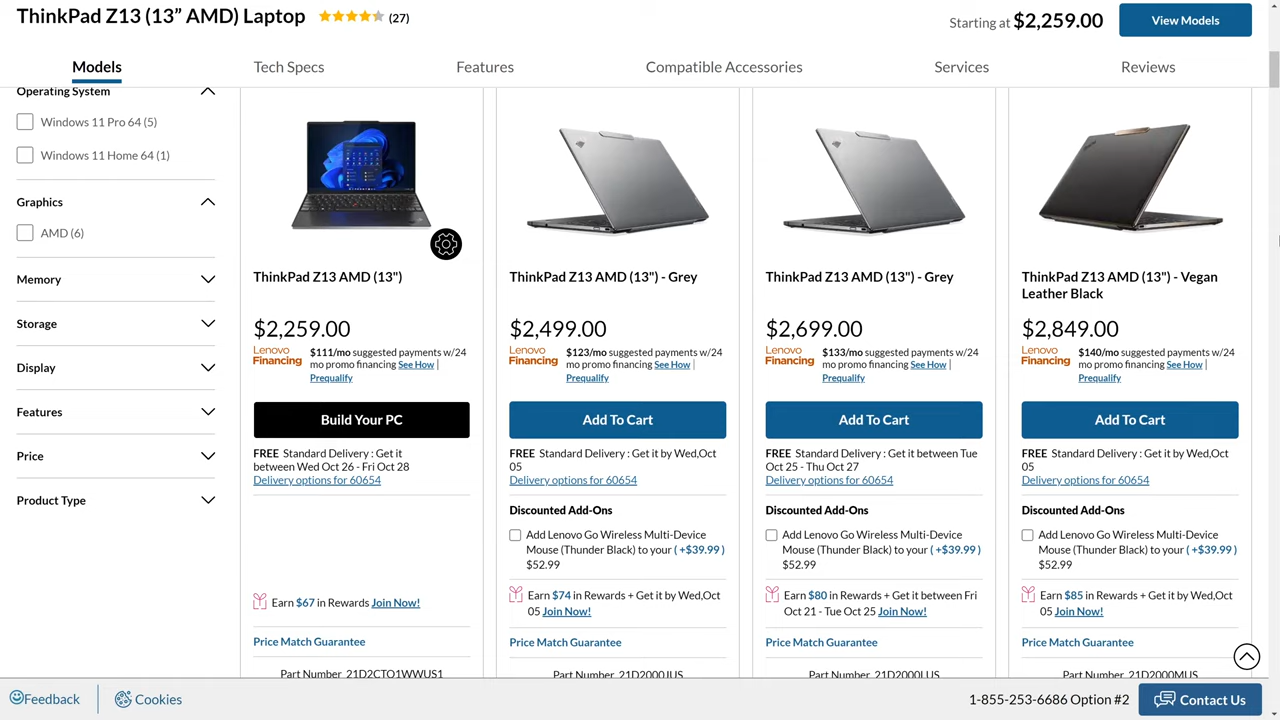 ThinkPad Z13 (13” AMD) Laptop
(27)
Starting at $2,259.00
View Models
Models
Tech Specs
Features
Compatible Accessories
Services
Reviews
Operating System
Windows 11 Pro 64 (5)
Windows 11 Home 64 (1)
Graphics
AMD (6)
Memory
Storage
Display
Features
Price
Product Type
ThinkPad Z13 AMD (13")
$2,259.00
Lenovo
Financing
$111/mo suggested payments w/24
mo promo financing See How |
Prequalify
Build Your PC
FREE Standard Delivery : Get it
between Wed Oct 26 - Fri Oct 28
Delivery options for 60654
Earn $67 in Rewards Join Now!
Price Match Guarantee
Part Number 21D2CTO1WWUS1
ThinkPad Z13 AMD (13") - Grey
$2,499.00
Lenovo
Financing
$123/mo suggested payments w/24
mo promo financing See How |
Prequalify
Add To Cart
FREE Standard Delivery : Get it by Wed,Oct
05
Delivery options for 60654
Discounted Add-Ons
Add Lenovo Go Wireless Multi-Device
Mouse (Thunder Black) to your ( +$39.99 )
$52.99
Earn $74 in Rewards + Get it by Wed,Oct
05 Join Now!
Price Match Guarantee
Part Number 21D2000JUS
ThinkPad Z13 AMD (13") - Grey
$2,699.00
Lenovo
Financing
$133/mo suggested payments w/24
mo promo financing See How |
Prequalify
Add To Cart
FREE Standard Delivery : Get it between Tue
Oct 25 - Thu Oct 27
Delivery options for 60654
Discounted Add-Ons
Add Lenovo Go Wireless Multi-Device
Mouse (Thunder Black) to your ( +$39.99 )
$52.99
Earn $80 in Rewards + Get it between Fri
Oct 21 - Tue Oct 25 Join Now!
Price Match Guarantee
Part Number 21D2000LUS
ThinkPad Z13 AMD (13") - Vegan
Leather Black
$2,849.00
Lenovo
Financing
$140/mo suggested payments w/24
mo promo financing See How |
Prequalify
Add To Cart
FREE Standard Delivery : Get it by Wed,Oct
05
Delivery options for 60654
Discounted Add-Ons
Add Lenovo Go Wireless Multi-Device
Mouse (Thunder Black) to your ( +$39.99 )
$52.99
Earn $85 in Rewards + Get it by Wed,Oct
05 Join Now!
Price Match Guarantee
Part Number 21D2000MUS
Feedback
Cookies
1-855-253-6686 Option #2
Contact Us